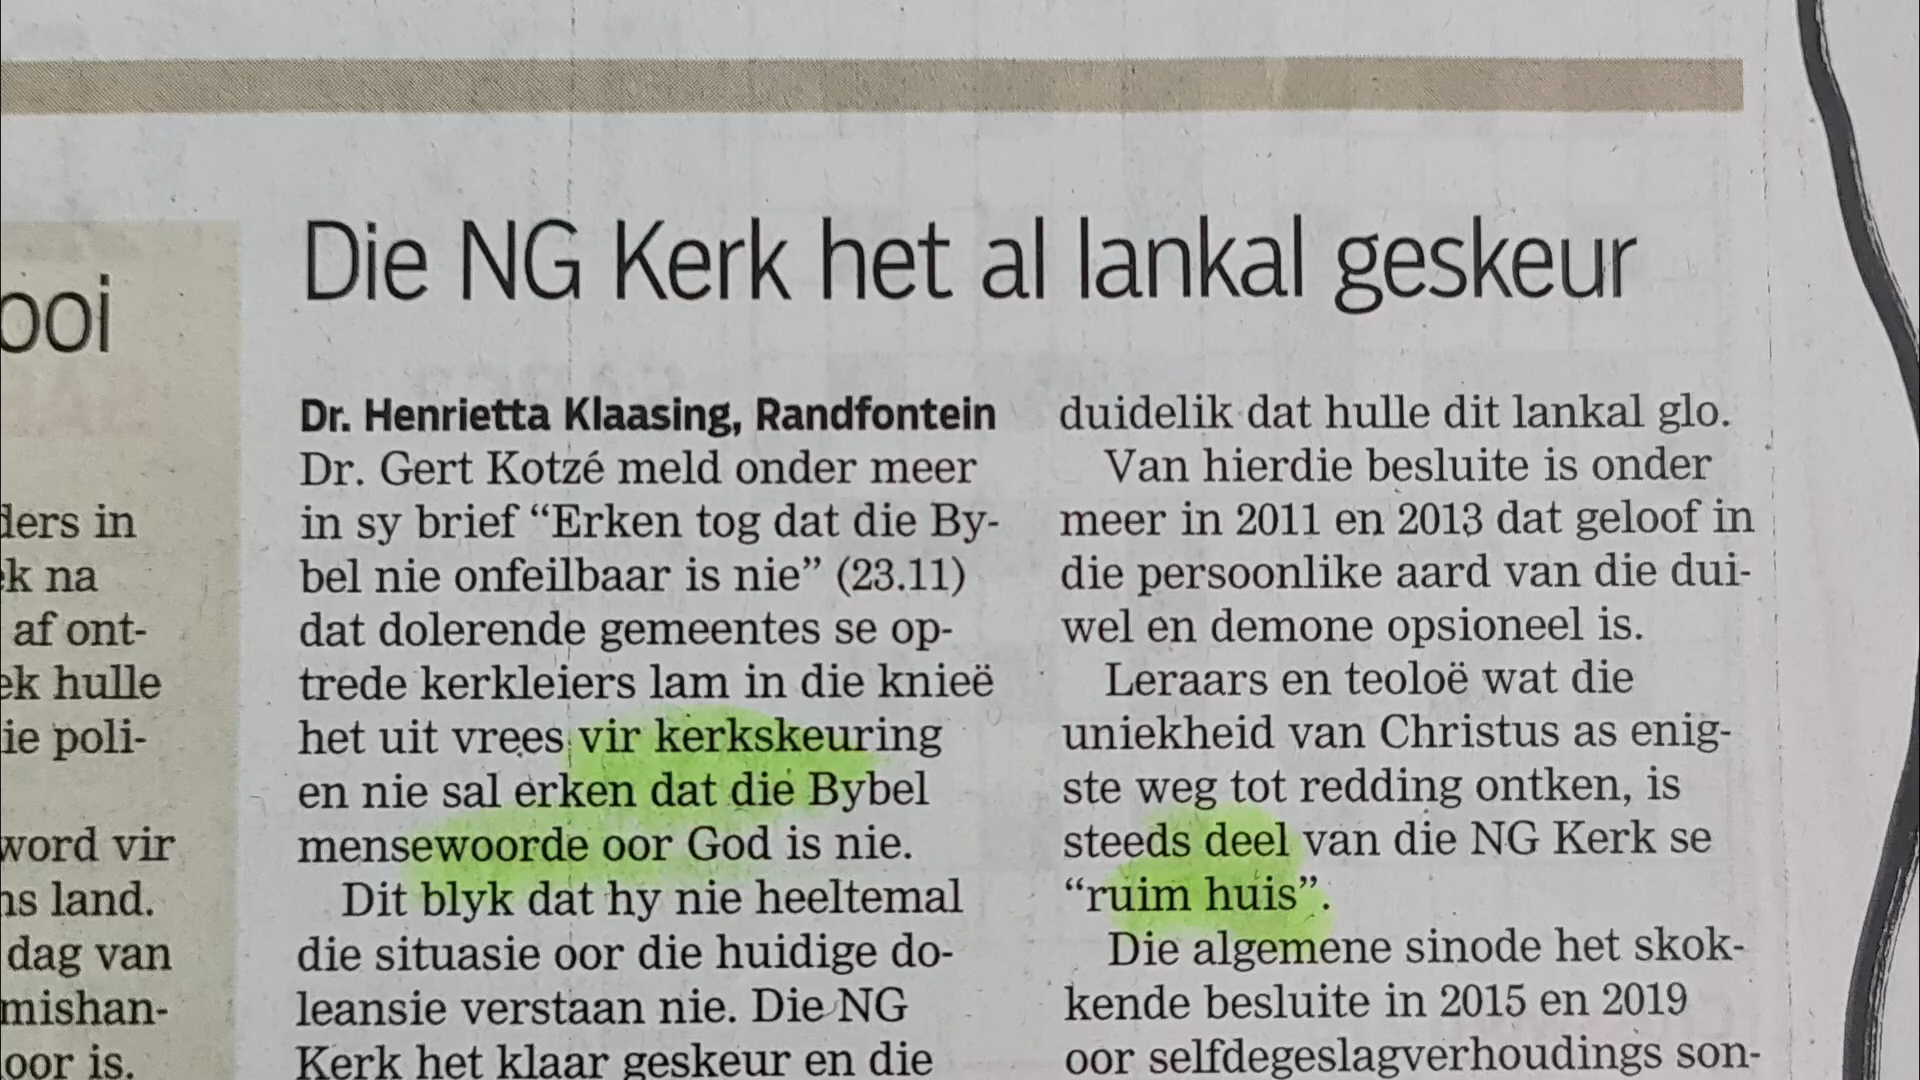 ooi
ders in
k na
af ont-
ek hulle
ie poli-
word vir
ns land.
dag van
mishan-
oor is.
Die NG Kerk het al lankal geskeur
Dr. Henrietta Klaasing, Randfontein
Dr. Gert Kotzé meld onder meer
in sy brief “Erken tog dat die By-
bel nie onfeilbaar is nie” (23.11)
dat dolerende gemeentes se op-
trede kerkleiers lam in die knieë
het uit vrees vir kerkskeuring
en nie sal erken dat die Bybel
mensewoorde oor God is nie.
Dit blyk dat hy nie heeltemal
die situasie oor die huidige do-
leansie verstaan nie. Die NG
Kerk het klaar geskeur en die
duidelik dat hulle dit lankal glo.
Van hierdie besluite is onder
meer in 2011 en 2013 dat geloof in
die persoonlike aard van die dui-
wel en demone opsioneel is.
Leraars en teoloë wat die
uniekheid van Christus as enig-
ste weg tot redding ontken, is
steeds deel van die NG Kerk se
“ruim huis”.
Die algemene sinode het skok-
kende besluite in 2015 en 2019
oor selfdegeslagverhoudings son-